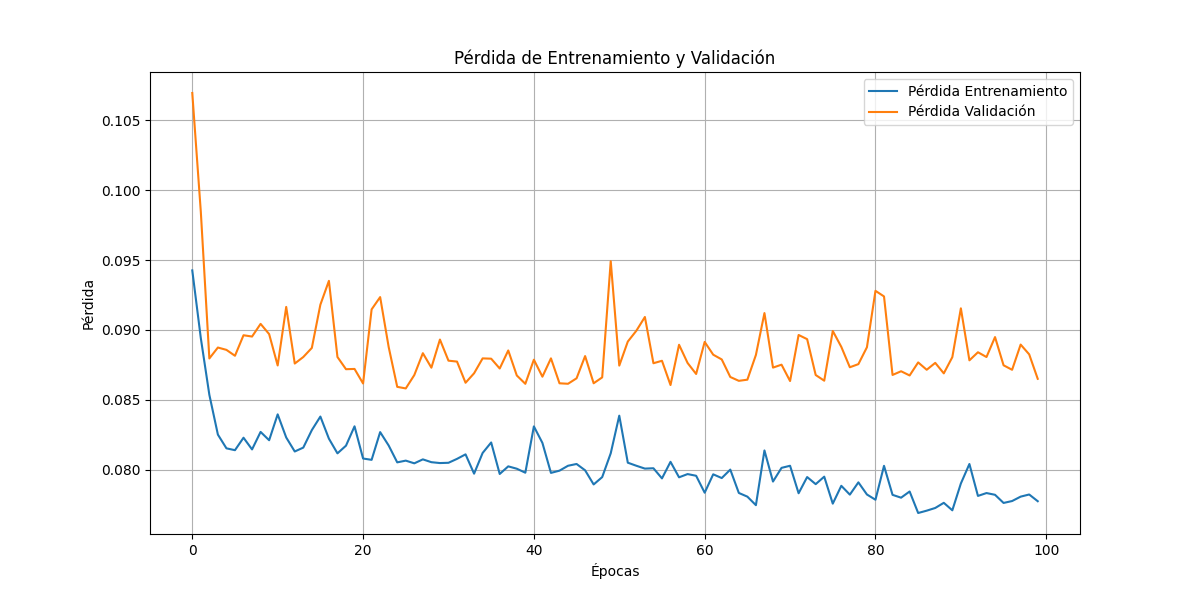 Pérdida de Entrenamiento y Validación
Pérdida Entrenamiento
Pérdida Validación
0.105
0.100
0.095
0.090
0.085
0.080
Pérdida
0 20 40 60 80 100
Épocas